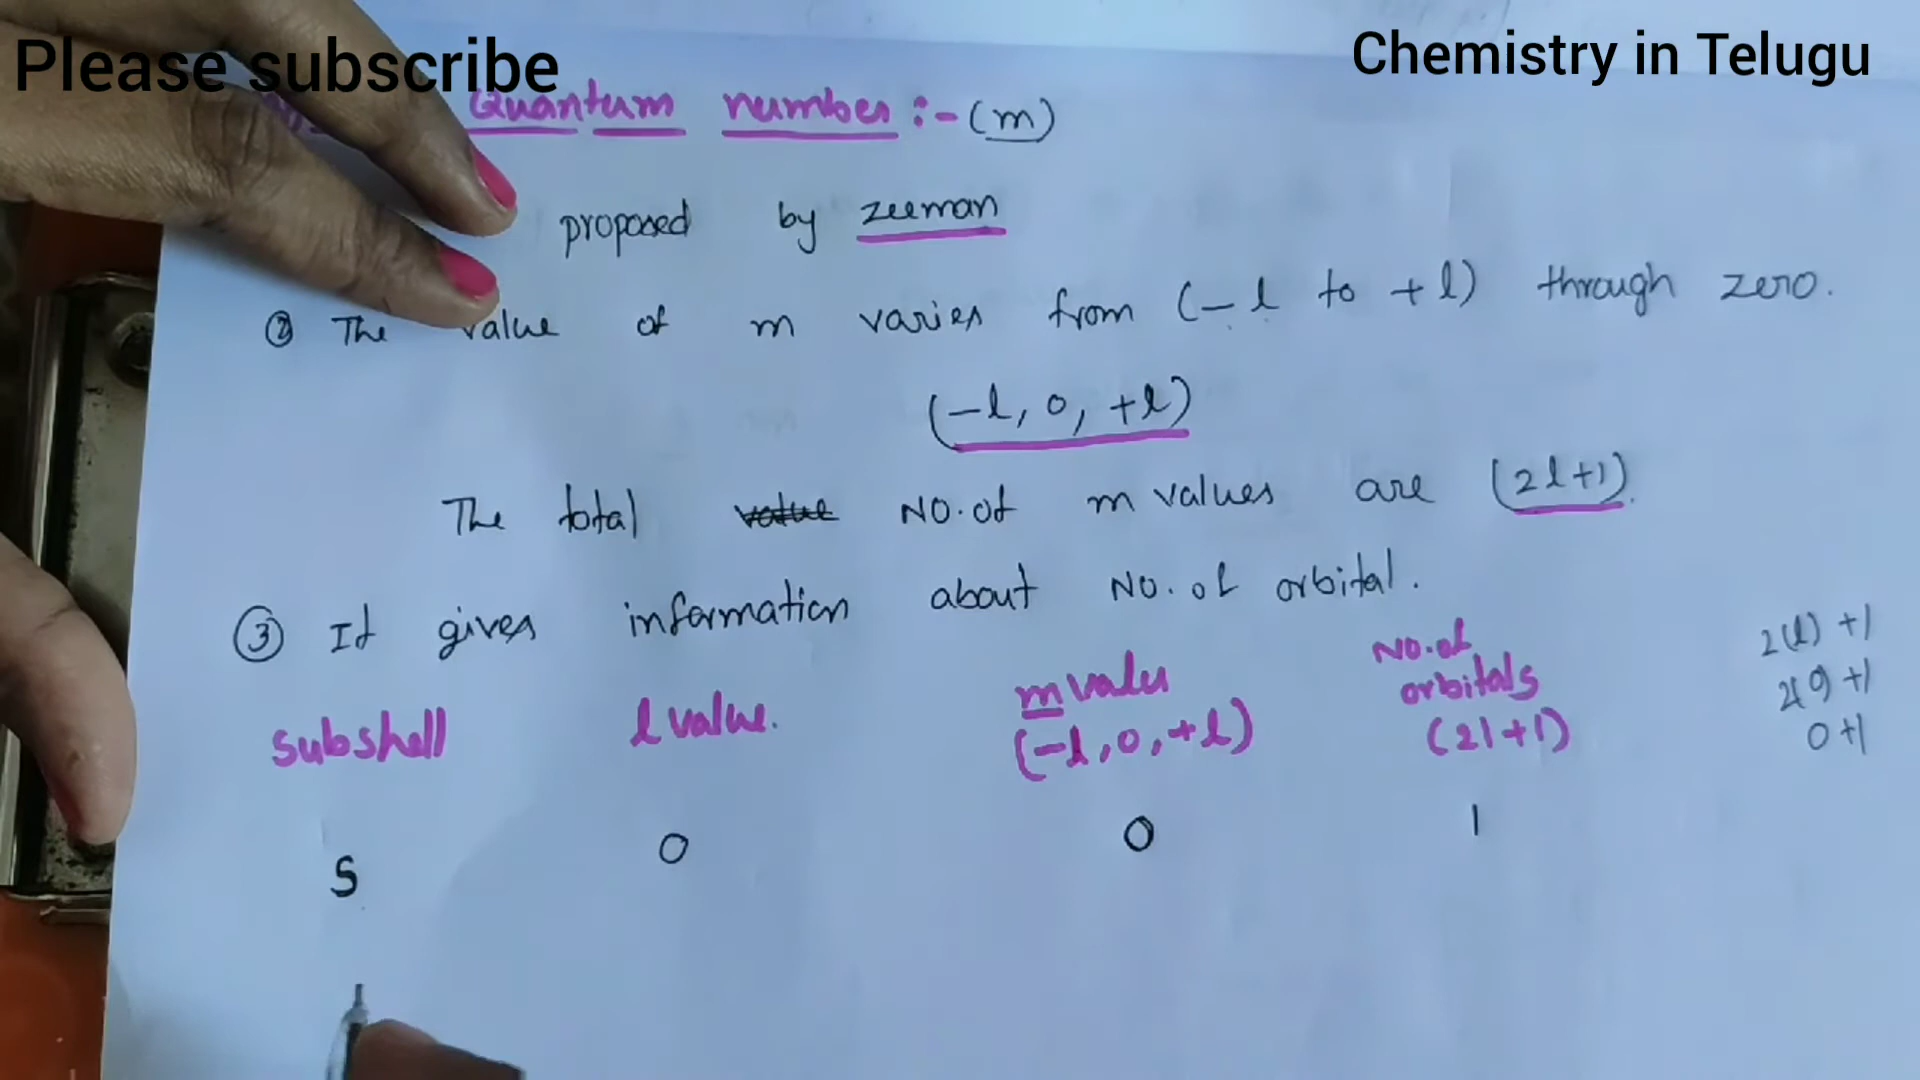 Please subscribe
Chemistry in Telugu
Quantum number :- (m)
proposed by zeeman
② The value of m varies from (-l to +l) through zero.
(-l, 0, +l)
The total value NO. of m values are (2l+1).
③ It gives information about NO. of orbital.
subshell
l value.
m values
(-l, 0, +l)
NO. of
orbitals
(2l+1)
2(l) +1
2(0) +1
0+1
S 0 0 1